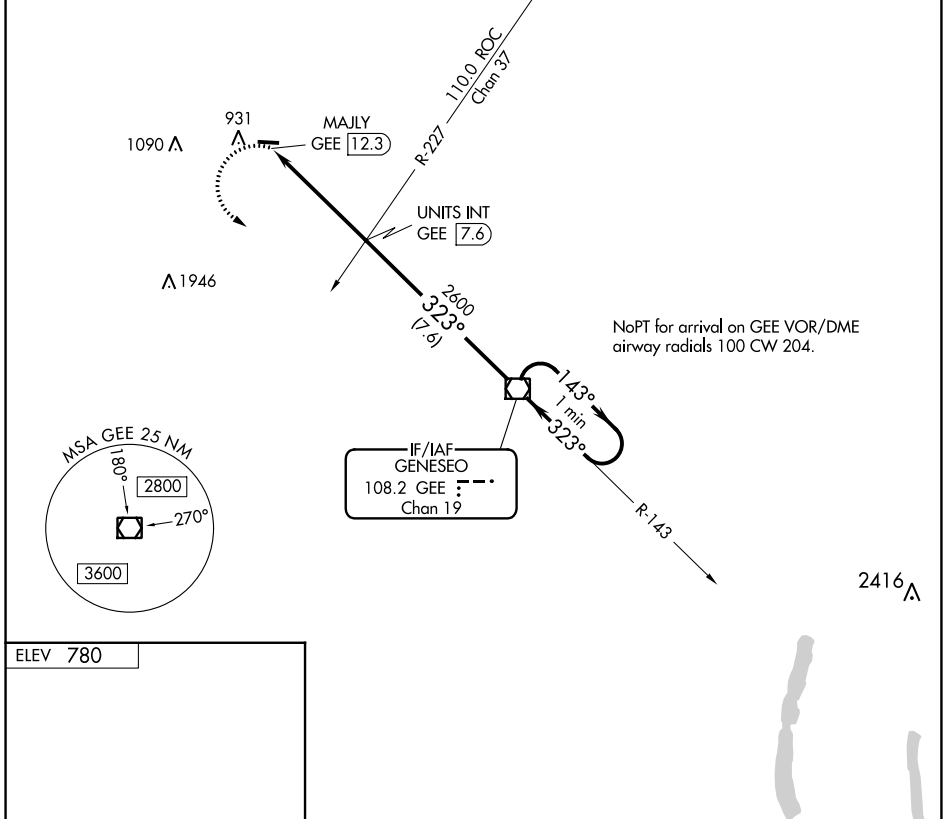 110.0 ROC
Chan 37
R-227
931
1090
MAJLY
GEE 12.3
UNITS INT
GEE 7.6
1946
2600
323°
(7.6)
NoPT for arrival on GEE VOR/DME
airway radials 100 CW 204.
143°
1 min
323°
IF/IAF
GENESEO
108.2 GEE
Chan 19
R-143
MSA GEE 25 NM
180°
2800
270°
3600
2416
ELEV 780